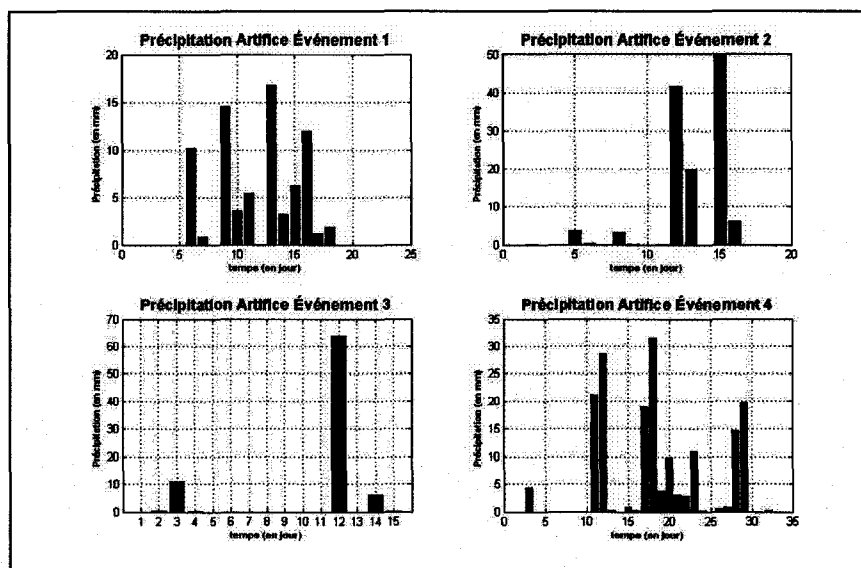 Précipitation Artifice Événement 1
20
15
10
5
0
0 5 10 15 20 25
Précipitation (en mm)
temps (en jour)
Précipitation Artifice Événement 2
50
40
30
20
10
0
0 5 10 15 20
Précipitation (en mm)
temps (en jour)
Précipitation Artifice Événement 3
70
60
50
40
30
20
10
0
1 2 3 4 5 6 7 8 9 10 11 12 13 14 15
Précipitation (en mm)
temps (en jour)
Précipitation Artifice Événement 4
35
30
25
20
15
10
5
0
0 5 10 15 20 25 30 35
Précipitation (en mm)
temps (en jour)